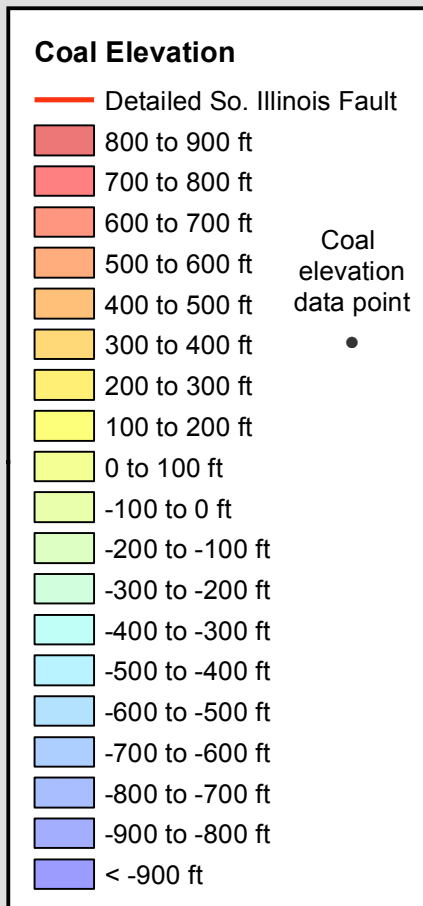 Coal Elevation
Detailed So. Illinois Fault
800 to 900 ft
700 to 800 ft
600 to 700 ft
500 to 600 ft
400 to 500 ft
300 to 400 ft
200 to 300 ft
100 to 200 ft
0 to 100 ft
-100 to 0 ft
-200 to -100 ft
-300 to -200 ft
-400 to -300 ft
-500 to -400 ft
-600 to -500 ft
-700 to -600 ft
-800 to -700 ft
-900 to -800 ft
< -900 ft
Coal
elevation
data point